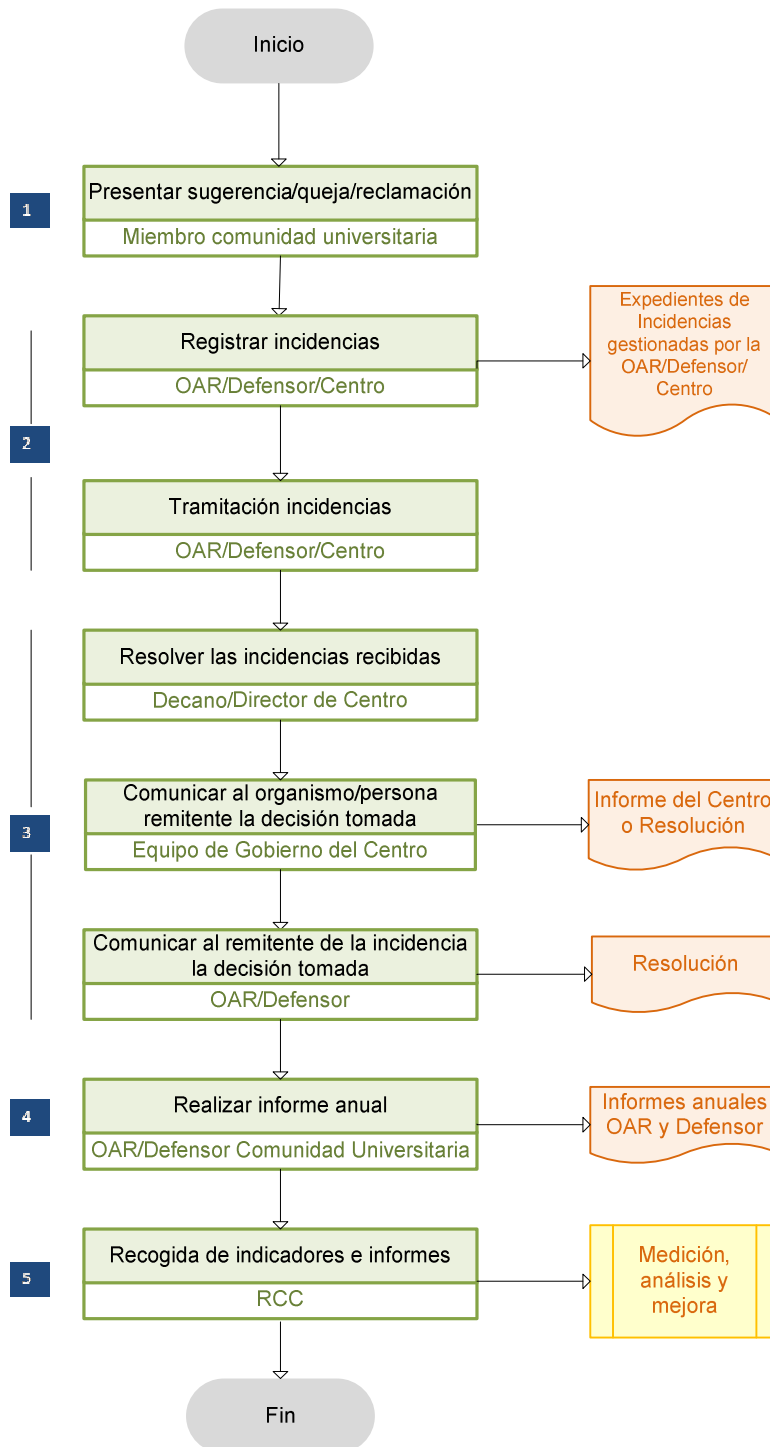 Inicio
1
Presentar sugerencia/queja/reclamación
Miembro comunidad universitaria
2
Registrar incidencias
OAR/Defensor/Centro
Expedientes de
Incidencias
gestionadas por la
OAR/Defensor/
Centro
Tramitación incidencias
OAR/Defensor/Centro
3
Resolver las incidencias recibidas
Decano/Director de Centro
Comunicar al organismo/persona
remitente la decisión tomada
Equipo de Gobierno del Centro
Informe del Centro
o Resolución
Comunicar al remitente de la incidencia
la decisión tomada
OAR/Defensor
Resolución
4
Realizar informe anual
OAR/Defensor Comunidad Universitaria
Informes anuales
OAR y Defensor
5
Recogida de indicadores e informes
RCC
Medición,
análisis y
mejora
Fin